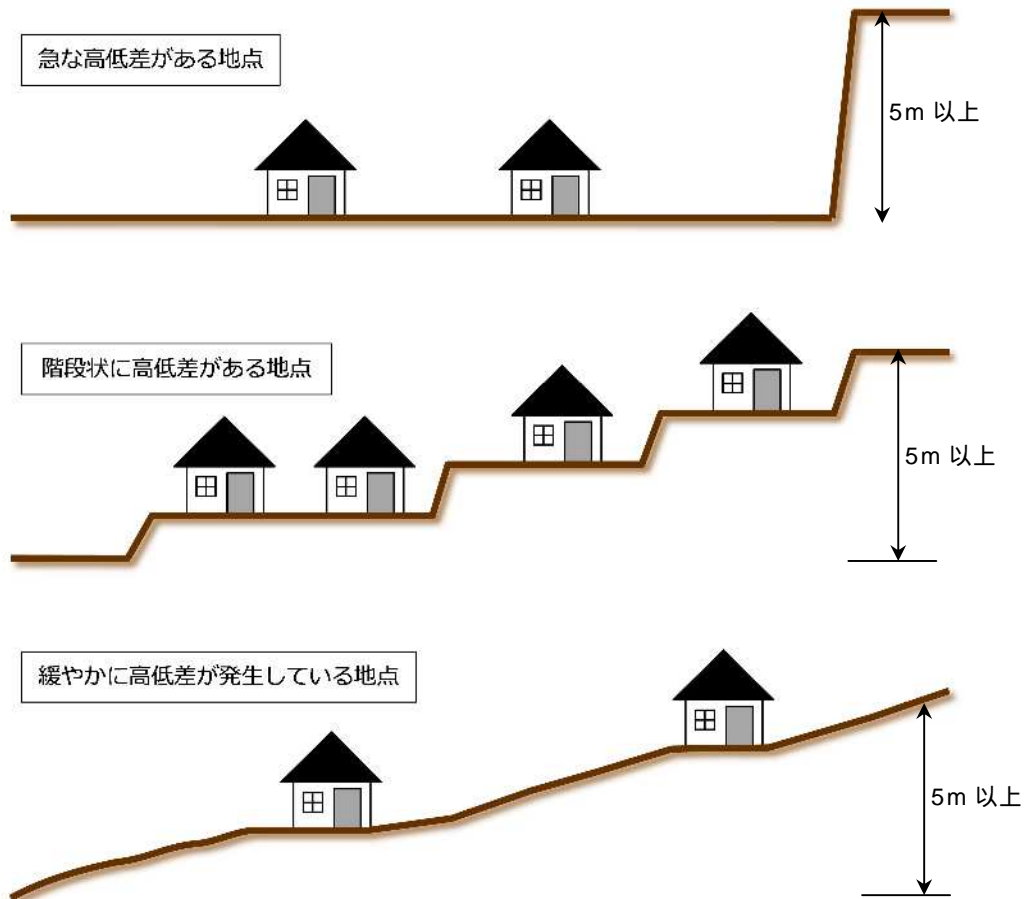 急な高低差がある地点
5m 以上
階段状に高低差がある地点
5m 以上
緩やかに高低差が発生している地点
5m 以上